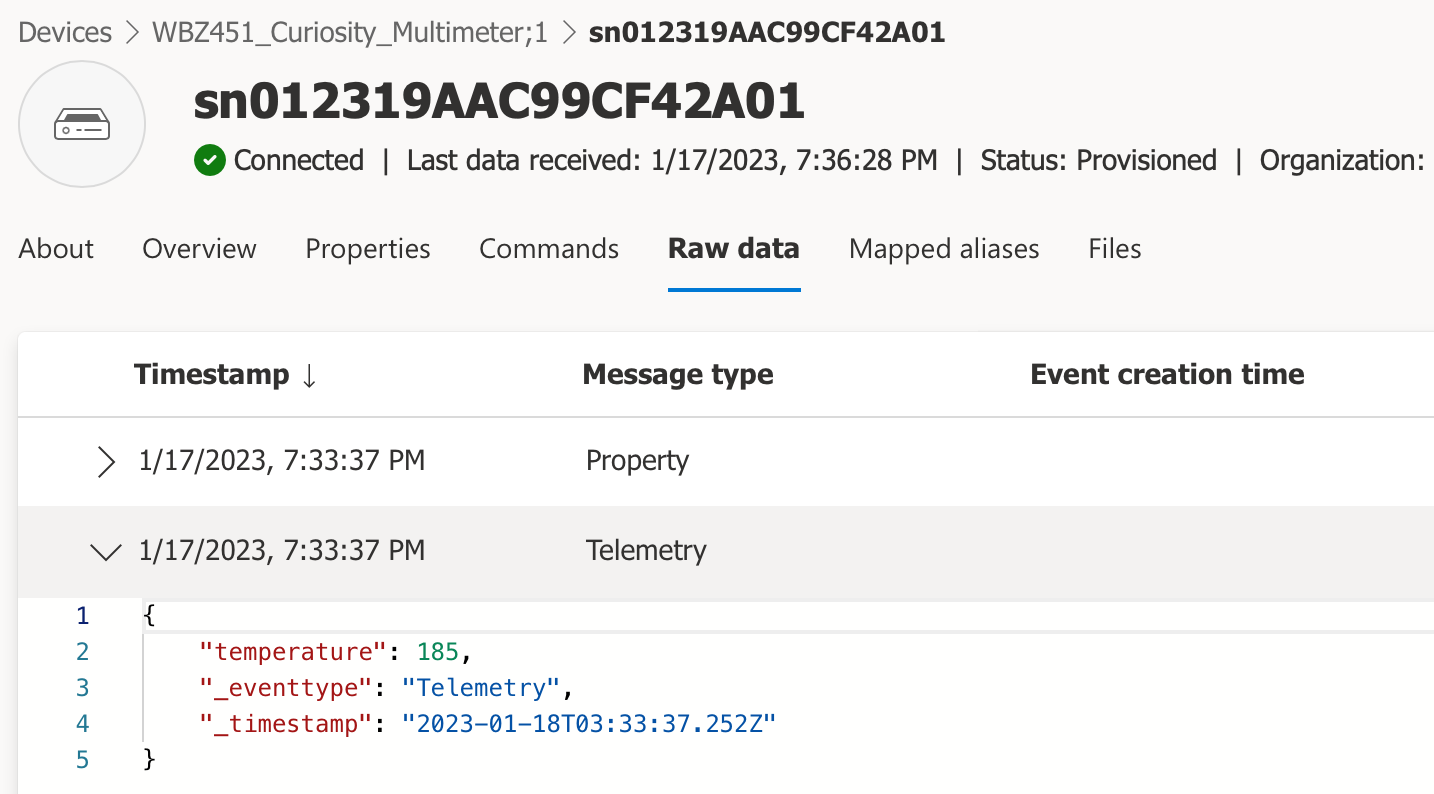 Devices > WBZ451_Curiosity_Multimeter;1 > sn012319AAC99CF42A01
sn012319AAC99CF42A01
Connected | Last data received: 1/17/2023, 7:36:28 PM | Status: Provisioned | Organization:
About Overview Properties Commands Raw data Mapped aliases Files
Timestamp ↓ Message type Event creation time
1/17/2023, 7:33:37 PM Property
1/17/2023, 7:33:37 PM Telemetry
1 {
2 "temperature": 185,
3 "_eventtype": "Telemetry",
4 "_timestamp": "2023-01-18T03:33:37.252Z"
5 }